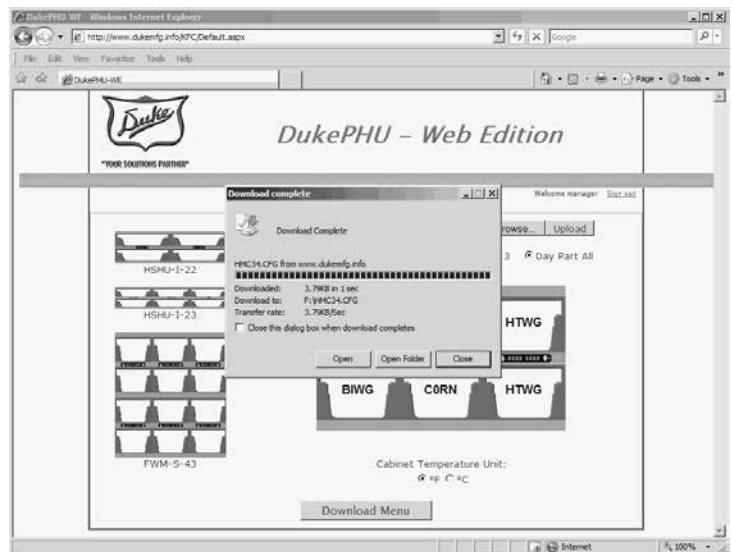 DukePHU-WE - Windows Internet Explorer
http://www.dukemfg.info/KFC/Default.aspx
Google
File Edit View Favorites Tools Help
DukePHU-WE
Page Tools
Duke
"YOUR SOLUTIONS PARTNER"
DukePHU – Web Edition
Welcome manager Sign out
Download complete
Download Complete
HMC34.CFG from www.dukemfg.info
Downloaded: 3.79KB in 1 sec
Download to: F:\HMC34.CFG
Transfer rate: 3.79KB/Sec
Close this dialog box when download completes
Open Open Folder Close
rowse... Upload
3 Day Part All
HSHU-I-22
HSHU-I-23
FWM-S-43
HTWG
BIWG C0RN HTWG
Cabinet Temperature Unit:
ºF ºC
Download Menu
Internet 100%